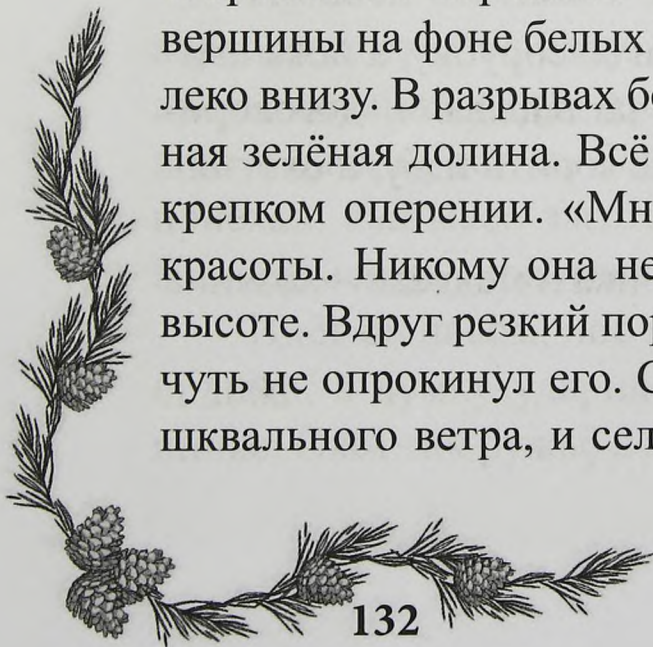 вершины на фоне белых
леко внизу. В разрывах
ная зелёная долина. Всё
крепком оперении. «Мн
красоты. Никому она не
высоте. Вдруг резкий пор
чуть не опрокинул его. С
шквального ветра, и сел
132